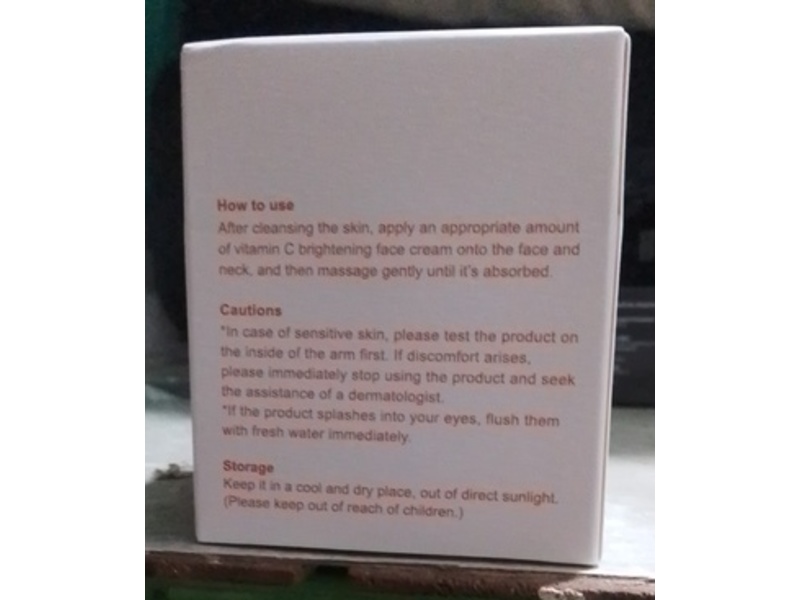 How to use
After cleansing the skin, apply an appropriate amount
of vitamin C brightening face cream onto the face and
neck, and then massage gently until it's absorbed.
Cautions
*In case of sensitive skin, please test the product on
the inside of the arm first. If discomfort arises,
please immediately stop using the product and seek
the assistance of a dermatologist.
*If the product splashes into your eyes, flush them
with fresh water immediately.
Storage
Keep it in a cool and dry place, out of direct sunlight.
(Please keep out of reach of children.)